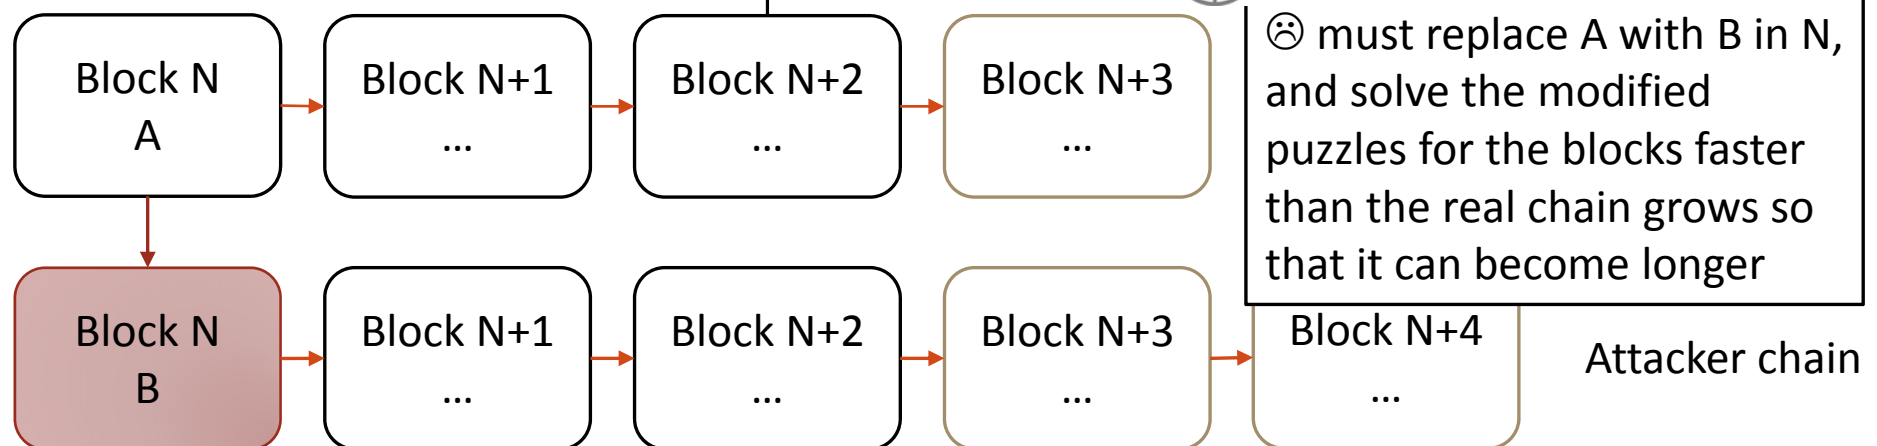 Block N
A
Block N+1
...
Block N+2
...
Block N+3
...
☹ must replace A with B in N,
and solve the modified
puzzles for the blocks faster
than the real chain grows so
that it can become longer
Block N
B
Block N+1
...
Block N+2
...
Block N+3
...
Block N+4
...
Attacker chain